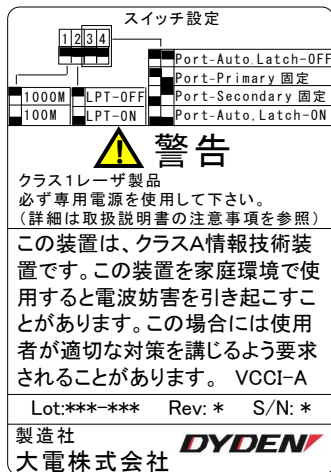 スイッチ設定
1 2 3 4
Port-Auto,Latch-OFF
Port-Primary 固定
1000M LPT-OFF Port-Secondary 固定
100M LPT-ON Port-Auto,Latch-ON
警告
クラス1レーザ製品
必ず専用電源を使用して下さい。
(詳細は取扱説明書の注意事項を参照)
この装置は、クラスA情報技術装
置です。この装置を家庭環境で使
用すると電波妨害を引き起こすこ
とがあります。この場合には使用
者が適切な対策を講じるよう要求
されることがあります。 VCCI-A
Lot:***-*** Rev: * S/N: *
製造社
大電株式会社 DYDEN